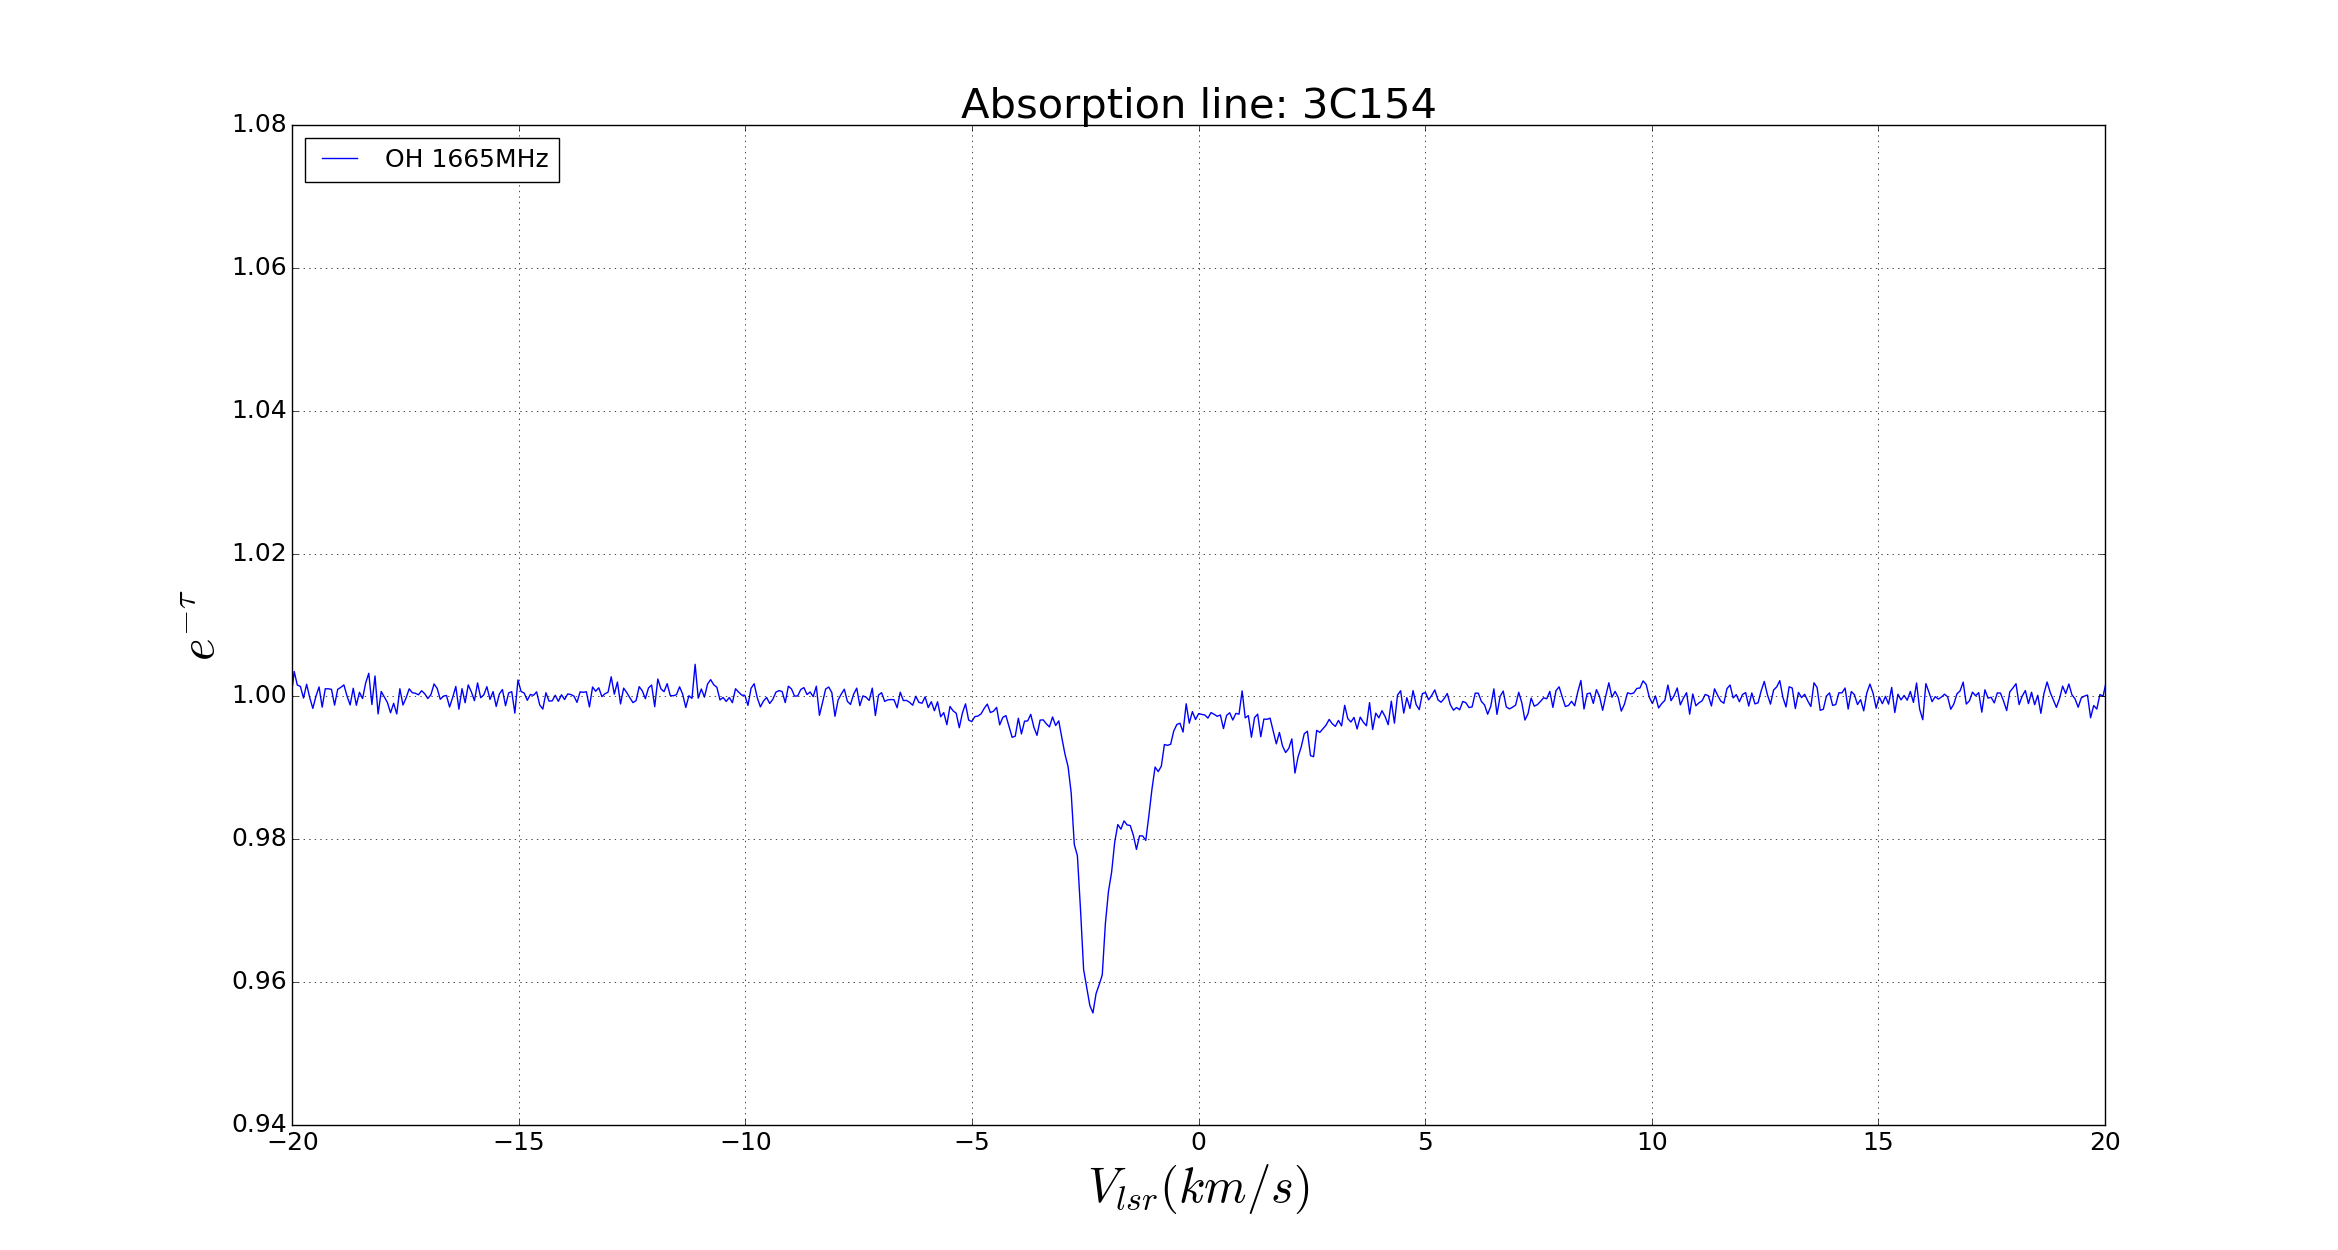 Absorption line: 3C154
OH 1665MHz
1.08
1.06
1.04
1.02
1.00
0.98
0.96
0.94
e^{−τ}
−20 −15 −10 −5 0 5 10 15 20
V_{lsr}(km/s)